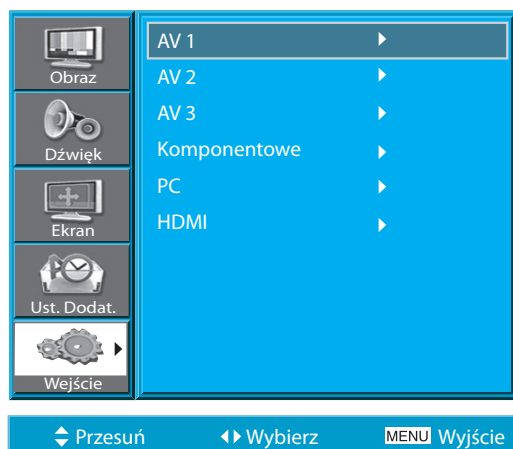 Obraz
Dźwięk
Ekran
Ust. Dodat.
Wejście
AV 1
AV 2
AV 3
Komponentowe
PC
HDMI
Przesuń Wybierz MENU Wyjście